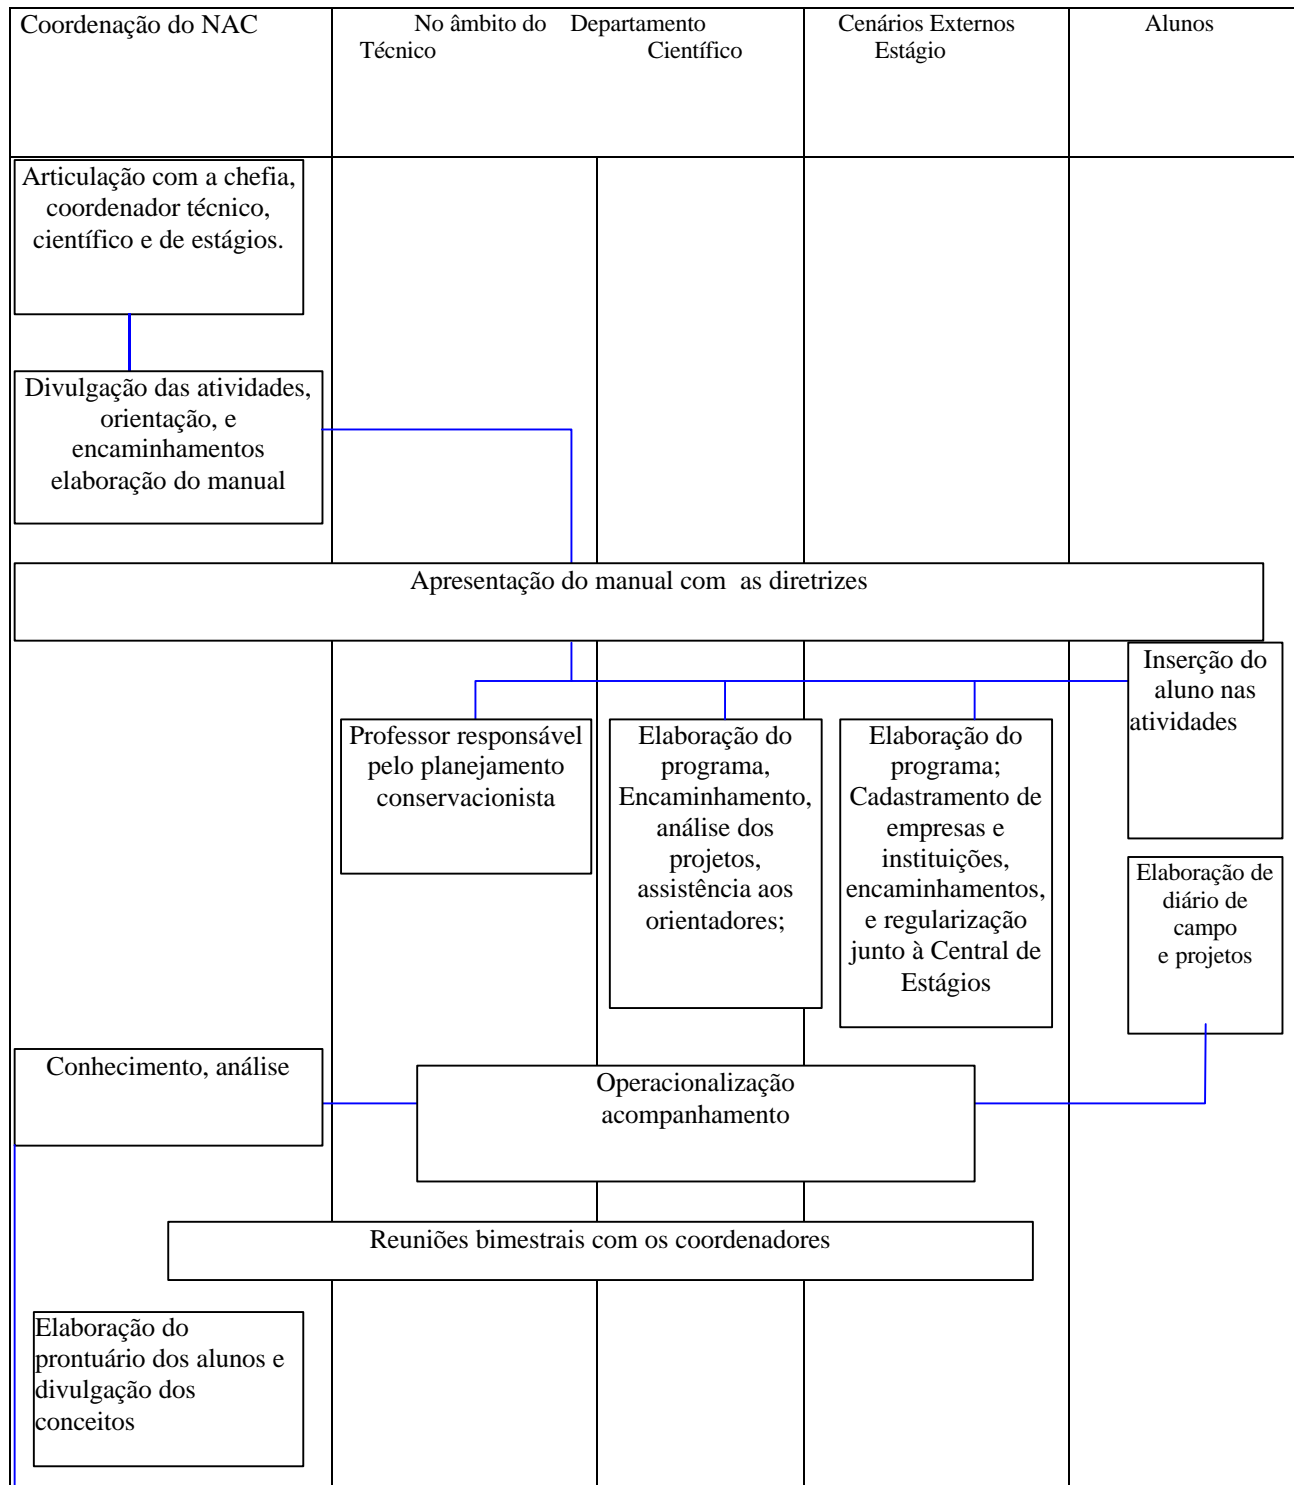 Coordenação do NAC
No âmbito do Departamento
Técnico Científico
Cenários Externos
Estágio
Alunos
Articulação com a chefia,
coordenador técnico,
científico e de estágios.
Divulgação das atividades,
orientação, e
encaminhamentos
elaboração do manual
Apresentação do manual com as diretrizes
Inserção do
aluno nas
atividades
Professor responsável
pelo planejamento
conservacionista
Elaboração do
programa,
Encaminhamento,
análise dos
projetos,
assistência aos
orientadores;
Elaboração do
programa;
Cadastramento de
empresas e
instituições,
encaminhamentos,
e regularização
junto à Central de
Estágios
Elaboração de
diário de
campo
e projetos
Conhecimento, análise
Operacionalização
acompanhamento
Reuniões bimestrais com os coordenadores
Elaboração do
prontuário dos alunos e
divulgação dos
conceitos